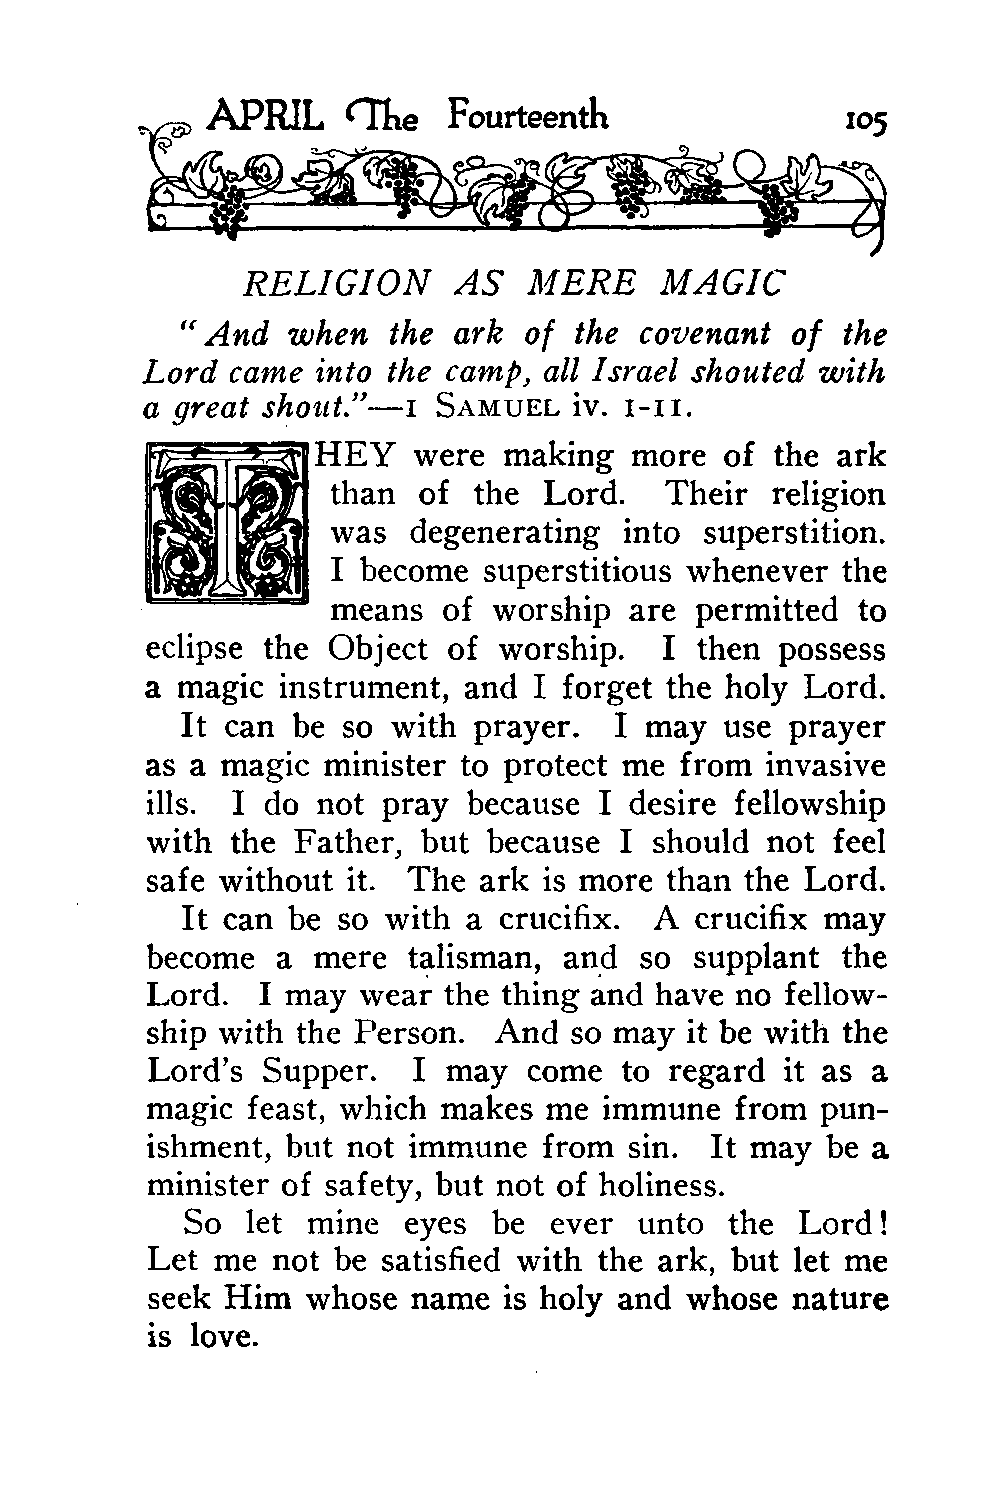 APRIL The Fourteenth 105
RELIGION AS MERE MAGIC
“And when the ark of the covenant of the
Lord came into the camp, all Israel shouted with
a great shout.”—1 SAMUEL iv. 1-11.
THEY were making more of the ark
than of the Lord. Their religion
was degenerating into superstition.
I become superstitious whenever the
means of worship are permitted to
eclipse the Object of worship. I then possess
a magic instrument, and I forget the holy Lord.
It can be so with prayer. I may use prayer
as a magic minister to protect me from invasive
ills. I do not pray because I desire fellowship
with the Father, but because I should not feel
safe without it. The ark is more than the Lord.
It can be so with a crucifix. A crucifix may
become a mere talisman, and so supplant the
Lord. I may wear the thing and have no fellow-
ship with the Person. And so may it be with the
Lord’s Supper. I may come to regard it as a
magic feast, which makes me immune from pun-
ishment, but not immune from sin. It may be a
minister of safety, but not of holiness.
So let mine eyes be ever unto the Lord!
Let me not be satisfied with the ark, but let me
seek Him whose name is holy and whose nature
is love.